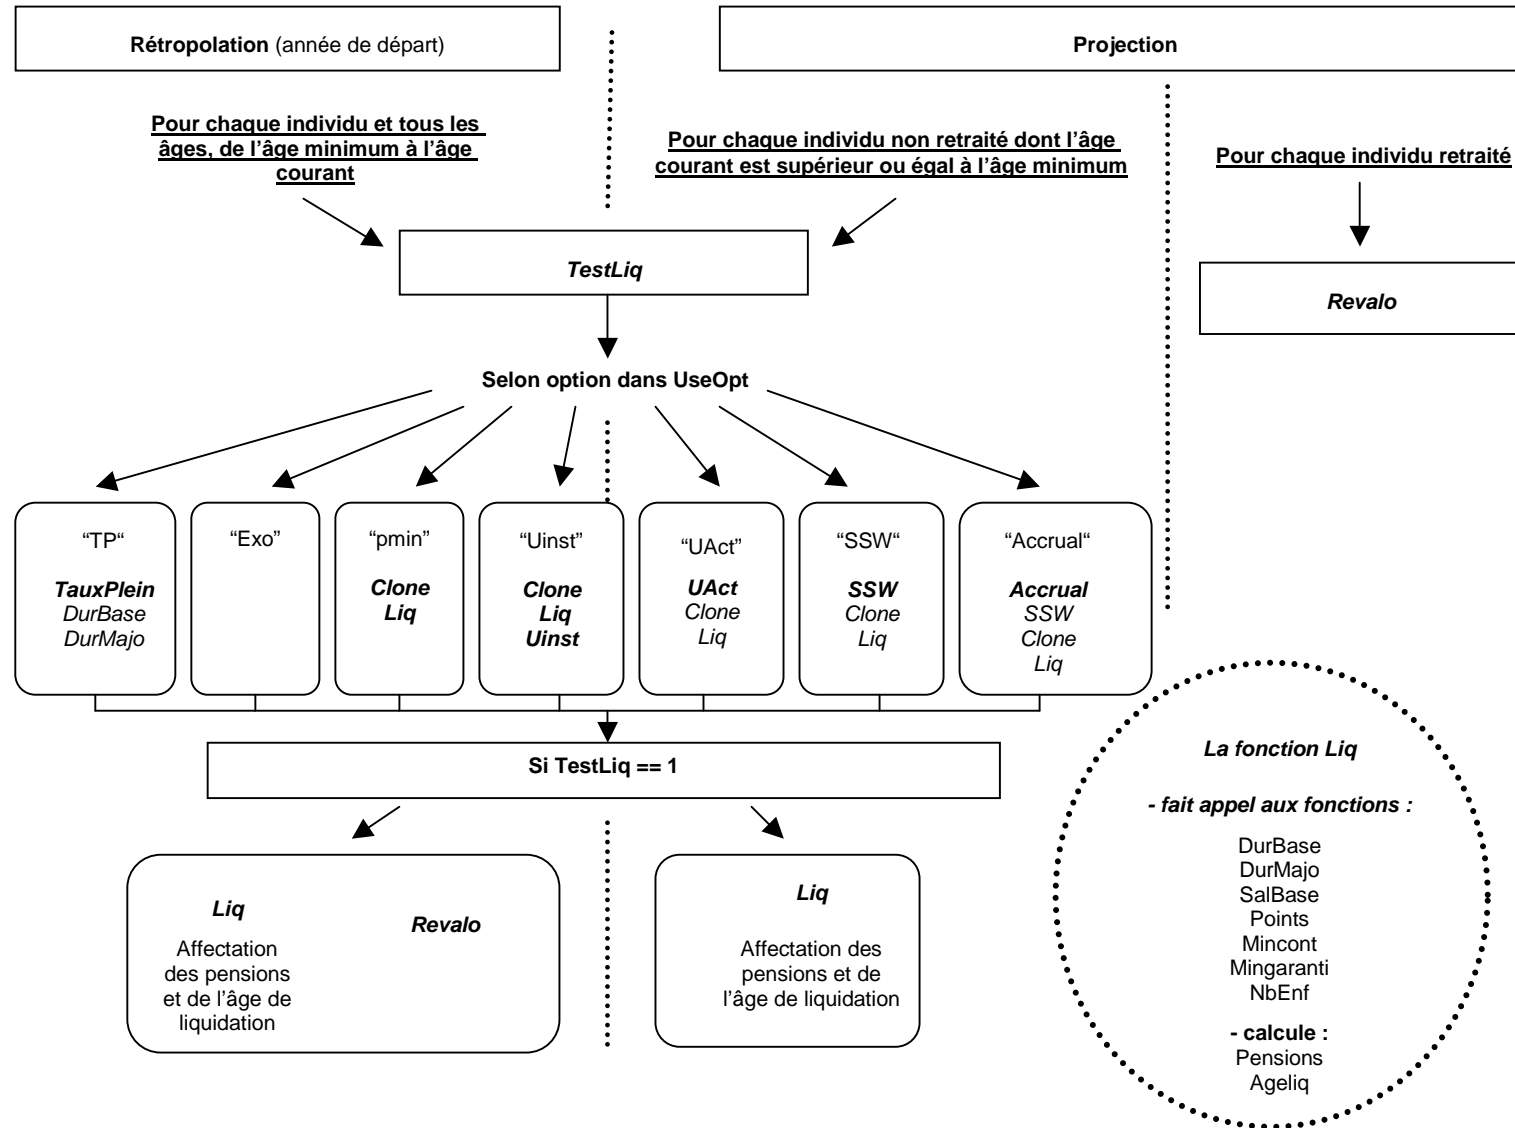 Rétropolation (année de départ)
Projection
Pour chaque individu et tous les
âges, de l’âge minimum à l’âge
courant
Pour chaque individu non retraité dont l’âge
courant est supérieur ou égal à l’âge minimum
Pour chaque individu retraité
TestLiq
Revalo
Selon option dans UseOpt
“TP“
TauxPlein
DurBase
DurMajo
“Exo”
“pmin”
Clone
Liq
“Uinst”
Clone
Liq
Uinst
“UAct”
UAct
Clone
Liq
“SSW“
SSW
Clone
Liq
“Accrual“
Accrual
SSW
Clone
Liq
Si TestLiq == 1
Liq
Affectation
des pensions
et de l’âge de
liquidation
Revalo
Liq
Affectation des
pensions et de
l’âge de liquidation
La fonction Liq
- fait appel aux fonctions :
DurBase
DurMajo
SalBase
Points
Mincont
Mingaranti
NbEnf
- calcule :
Pensions
Ageliq